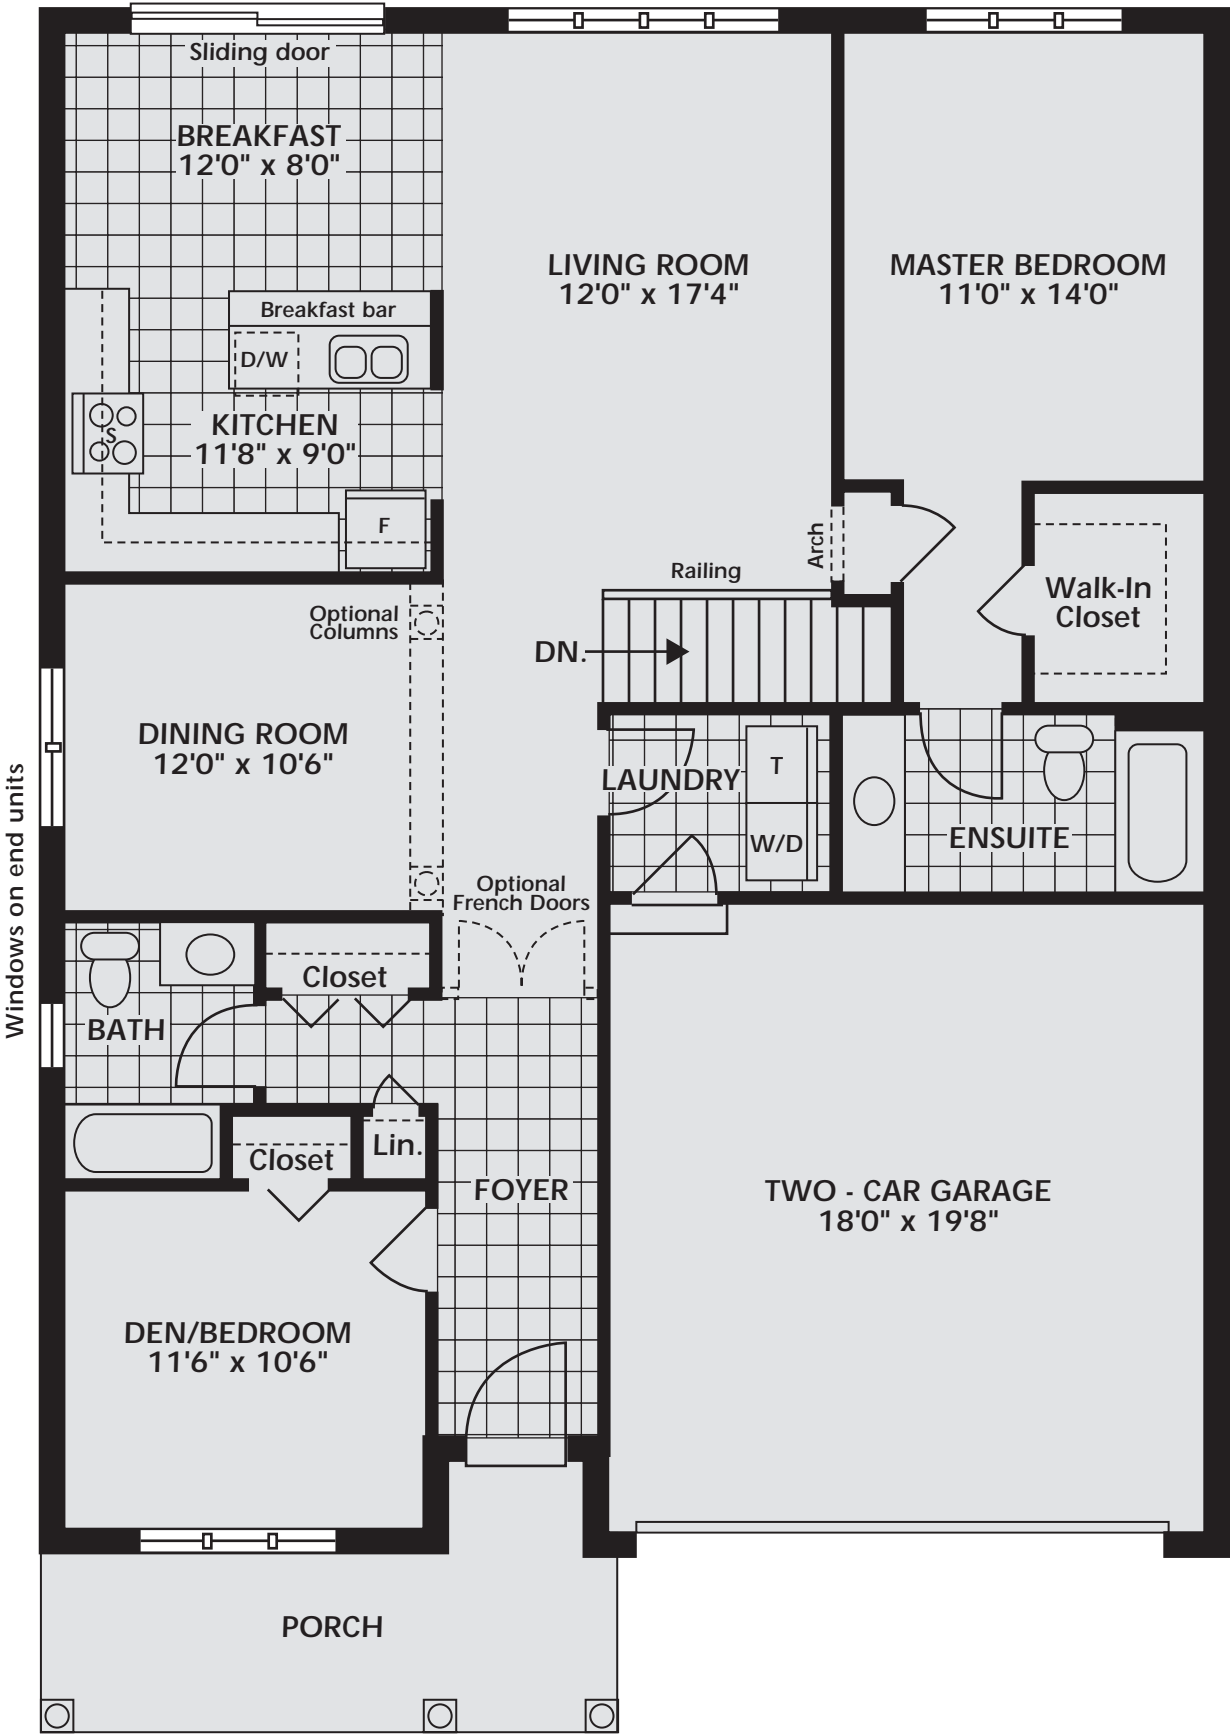 Sliding door
BREAKFAST
12'0" x 8'0"
LIVING ROOM
12'0" x 17'4"
MASTER BEDROOM
11'0" x 14'0"
Breakfast bar
D/W
KITCHEN
11'8" x 9'0"
S
F
Arch
Railing
Walk-In
Closet
Optional
Columns
DN.
DINING ROOM
12'0" x 10'6"
Windows on end units
LAUNDRY
T
W/D
ENSUITE
Optional
French Doors
Closet
BATH
Closet
Lin.
FOYER
TWO - CAR GARAGE
18'0" x 19'8"
DEN/BEDROOM
11'6" x 10'6"
PORCH